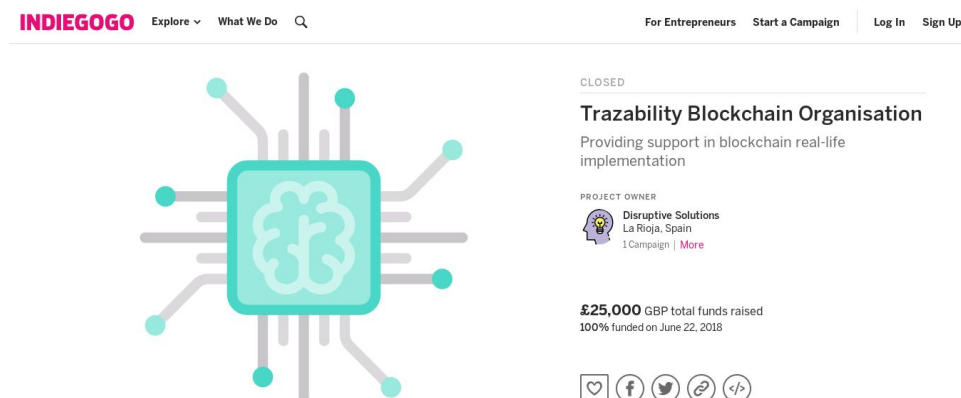 INDIEGOGO Explore What We Do For Entrepreneurs Start a Campaign Log In Sign Up
CLOSED
Trazability Blockchain Organisation
Providing support in blockchain real-life
implementation
PROJECT OWNER
Disruptive Solutions
La Rioja, Spain
1 Campaign | More
£25,000 GBP total funds raised
100% funded on June 22, 2018